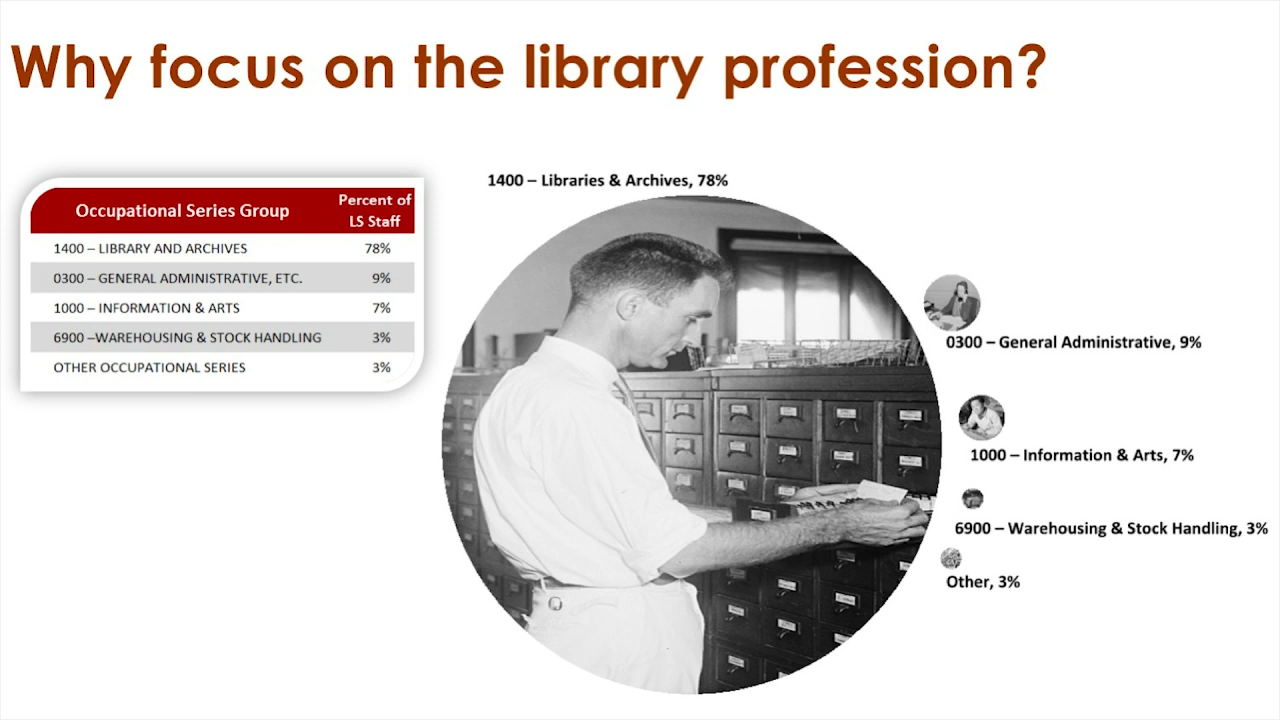 Why focus on the library profession?
Occupational Series Group
Percent of
LS Staff
1400 – LIBRARY AND ARCHIVES 78%
0300 – GENERAL ADMINISTRATIVE, ETC. 9%
1000 – INFORMATION & ARTS 7%
6900 –WAREHOUSING & STOCK HANDLING 3%
OTHER OCCUPATIONAL SERIES 3%
1400 – Libraries & Archives, 78%
0300 – General Administrative, 9%
1000 – Information & Arts, 7%
6900 – Warehousing & Stock Handling, 3%
Other, 3%